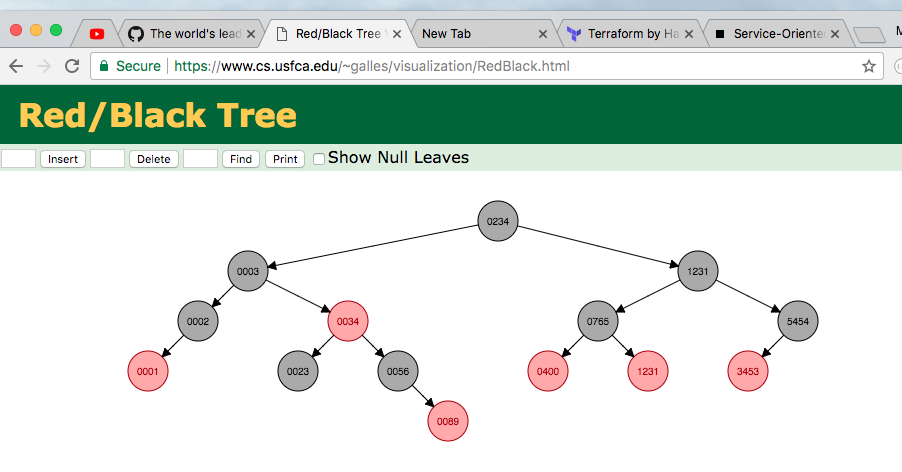 The world's lead
Red/Black Tree
New Tab
Terraform by Ha
Service-Oriente
M
Secure
https://www.cs.usfca.edu/~galles/visualization/RedBlack.html
Red/Black Tree
Insert Delete Find Print Show Null Leaves
0234
0003 1231
0002 0034 0765 5454
0001 0023 0056 0400 1231 3453
0089